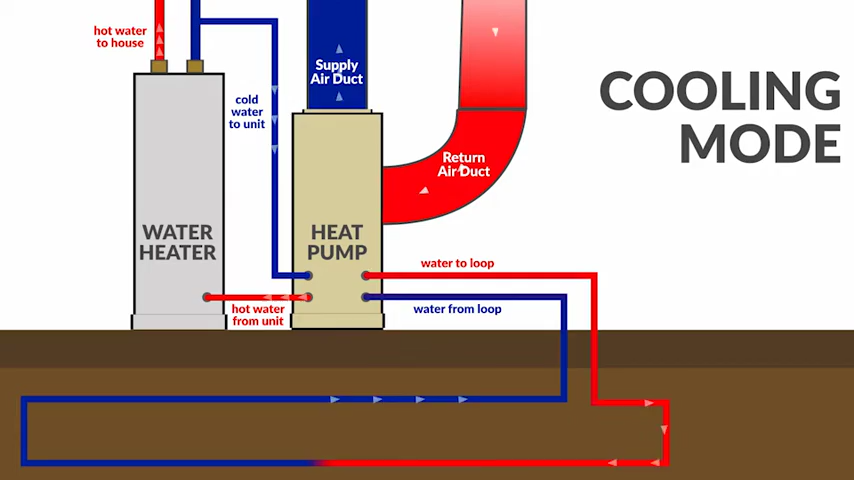 hot water
to house
Supply
Air Duct
COOLING
MODE
cold
water
to unit
Return
Air Duct
WATER
HEATER
HEAT
PUMP
water to loop
hot water
from unit
water from loop